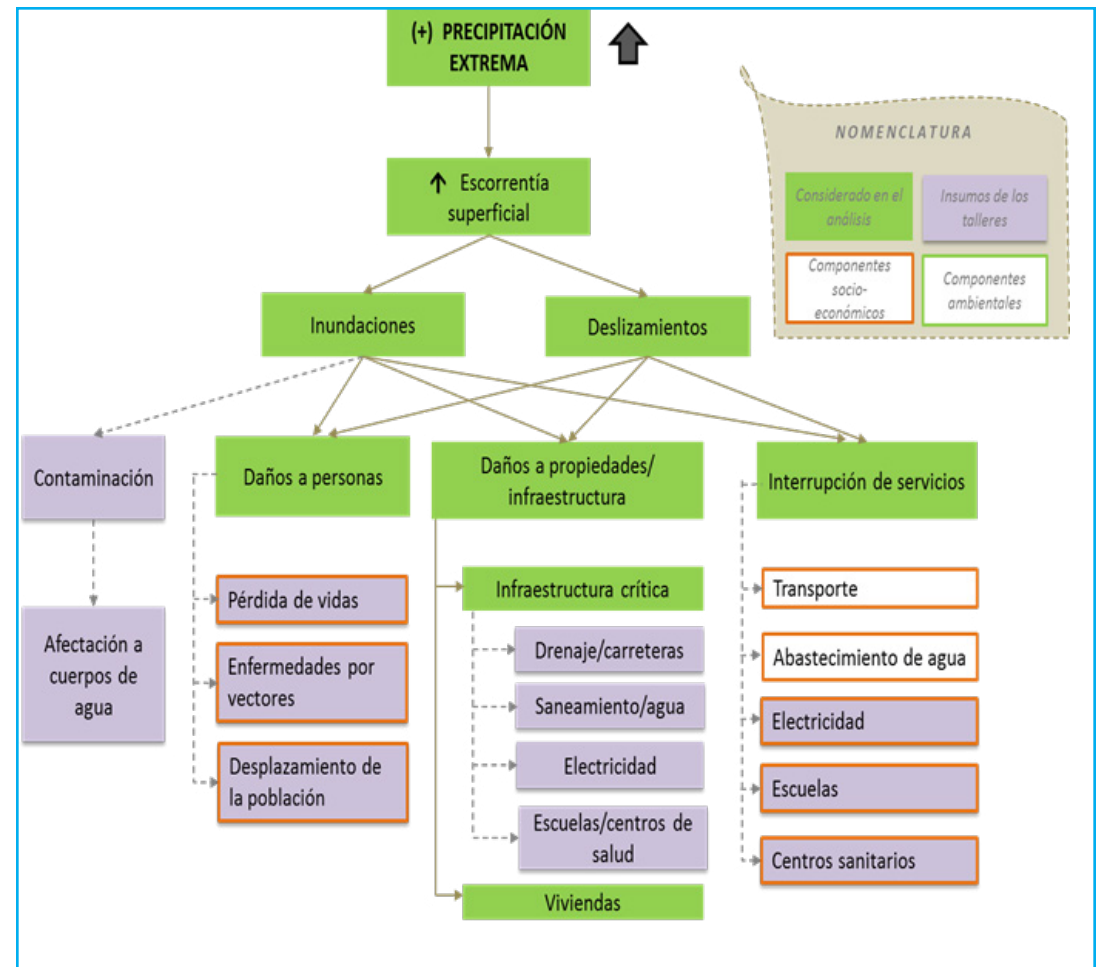 (+) PRECIPITACIÓN
EXTREMA
NOMENCLATURA
Considerado en el
análisis
Insumos de los
talleres
Componentes
socio-
económicos
Componentes
ambientales
↑ Escorrentía
superficial
Inundaciones
Deslizamientos
Contaminación
Daños a personas
Daños a propiedades/
infraestructura
Interrupción de servicios
Afectación a
cuerpos de
agua
Pérdida de vidas
Enfermedades por
vectores
Desplazamiento de
la población
Infraestructura crítica
Drenaje/carreteras
Saneamiento/agua
Electricidad
Escuelas/centros de
salud
Viviendas
Transporte
Abastecimiento de agua
Electricidad
Escuelas
Centros sanitarios